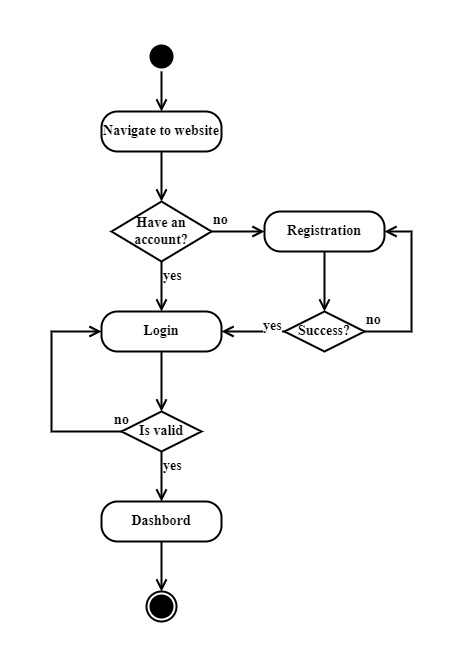 Navigate to website
Have an
account?
no
Registration
yes
Login
yes
Success?
no
no
Is valid
yes
Dashbord